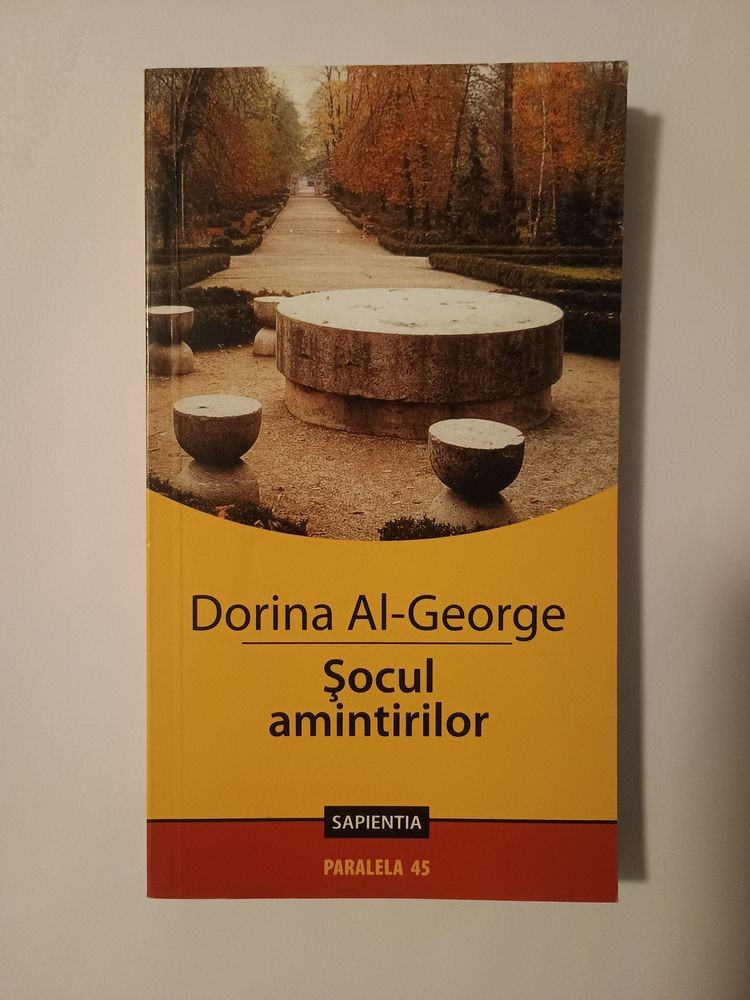 Dorina Al-George
Şocul
amintirilor
SAPIENTIA
PARALELA 45